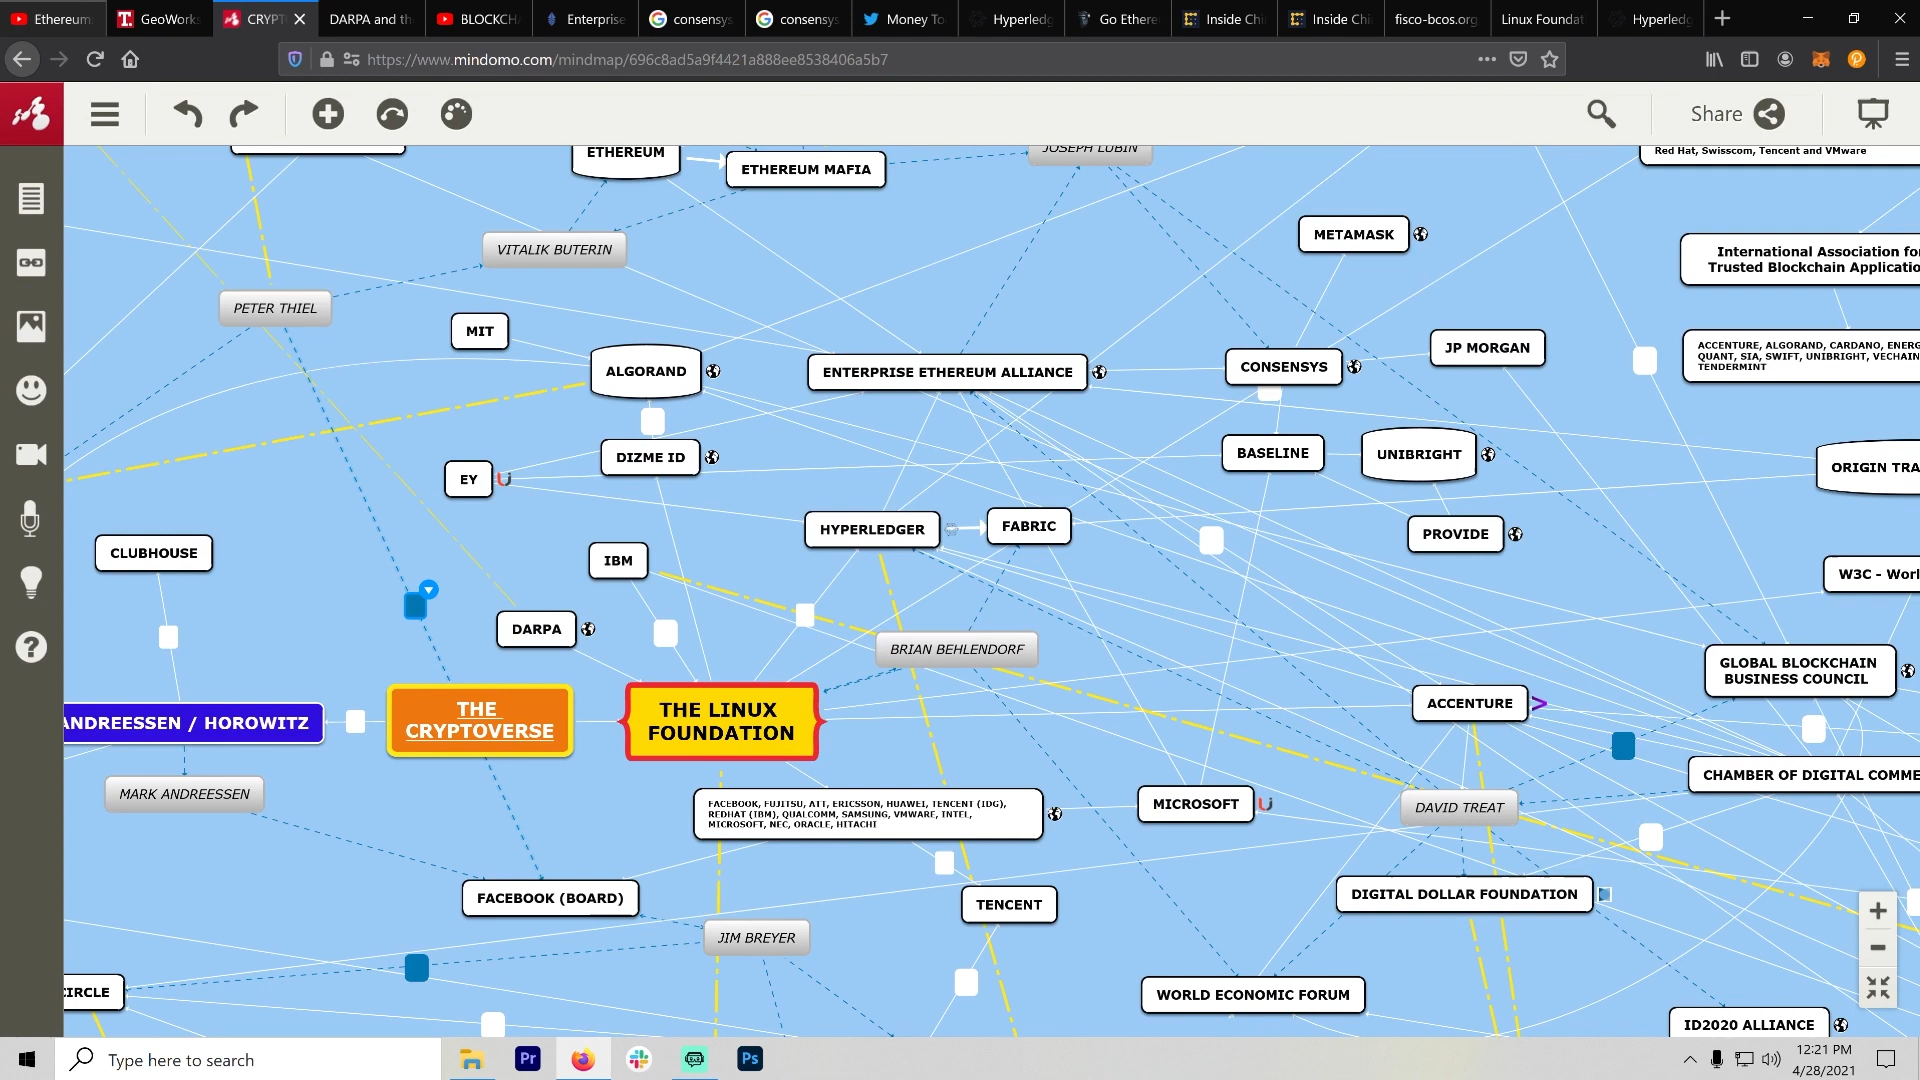 Ethereum
GeoWorks
CRYPT
DARPA and th
BLOCKCH
Enterprise
consensys
consensys
Money To
Hyperledg
Go Ethere
Inside Chi
Inside Chi
fisco-bcos.org
Linux Foundat
Hyperledg
https://www.mindomo.com/mindmap/696c8ad5a9f4421a888ee8538406a5b7
Share
ETHEREUM
ETHEREUM MAFIA
JOSEPH LUBIN
Red Hat, Swisscom, Tencent and VMware
VITALIK BUTERIN
METAMASK
International Association fo
Trusted Blockchain Applicatio
PETER THIEL
MIT
ALGORAND
ENTERPRISE ETHEREUM ALLIANCE
CONSENSYS
JP MORGAN
ACCENTURE, ALGORAND, CARDANO, ENERG
QUANT, SIA, SWIFT, UNIBRIGHT, VECHAIN
TENDERMINT
DIZME ID
BASELINE
UNIBRIGHT
ORIGIN TRA
EY
HYPERLEDGER
FABRIC
PROVIDE
CLUBHOUSE
IBM
W3C - Worl
DARPA
BRIAN BEHLENDORF
GLOBAL BLOCKCHAIN
BUSINESS COUNCIL
ANDREESSEN / HOROWITZ
THE
CRYPTOVERSE
THE LINUX
FOUNDATION
ACCENTURE
CHAMBER OF DIGITAL COMME
MARK ANDREESSEN
FACEBOOK, FUJITSU, ATT, ERICSSON, HUAWEI, TENCENT (IDG),
REDHAT (IBM), QUALCOMM, SAMSUNG, VMWARE, INTEL,
MICROSOFT, NEC, ORACLE, HITACHI
MICROSOFT
DAVID TREAT
FACEBOOK (BOARD)
TENCENT
DIGITAL DOLLAR FOUNDATION
JIM BREYER
CIRCLE
WORLD ECONOMIC FORUM
ID2020 ALLIANCE
Type here to search
Pr
Ps
12:21 PM
4/28/2021